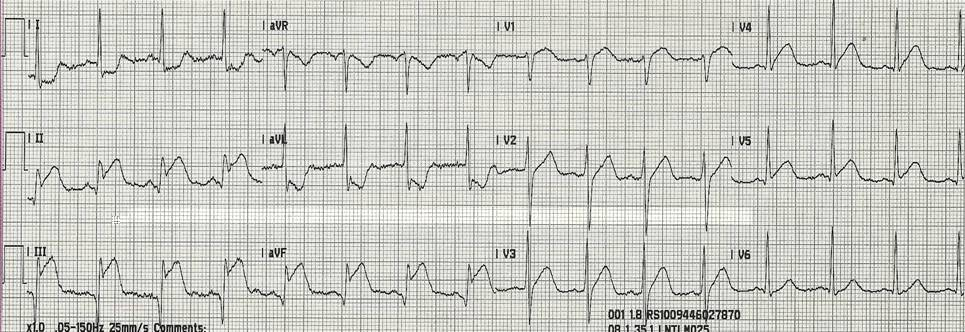 I
aVR
V1
V4
II
aVL
V2
V5
III
aVF
V3
V6
001 1.8 RS1009446027870
x1.0 .05-150Hz 25mm/s Comments: